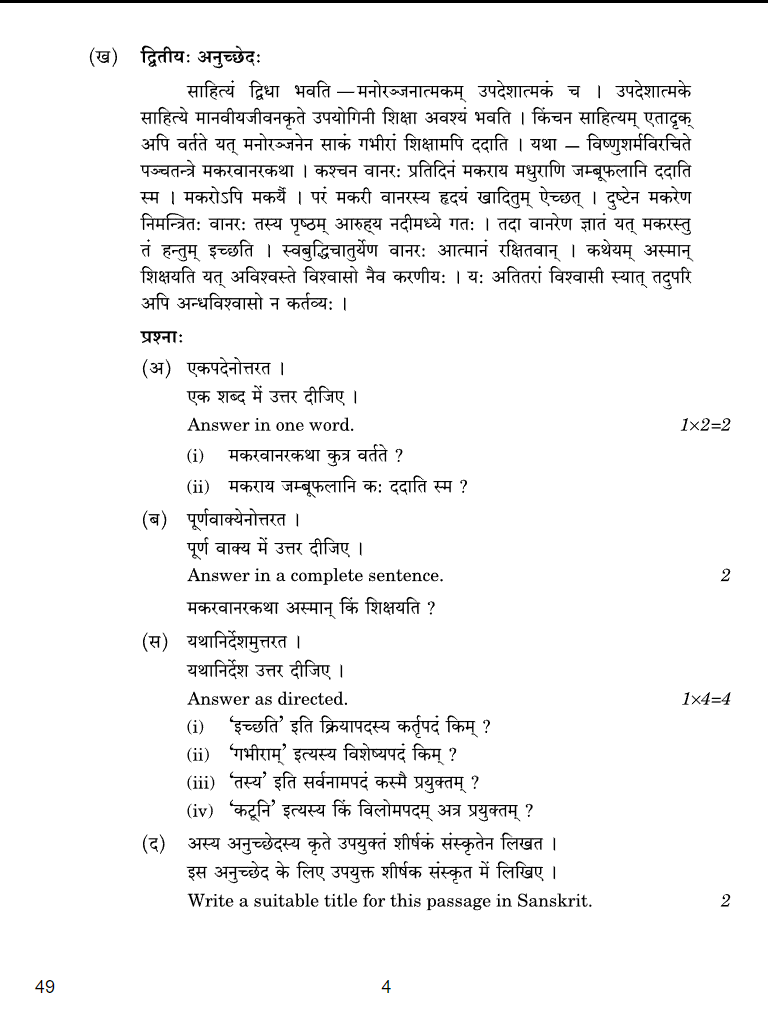 (ख) द्वितीयः अनुच्छेदः
साहित्यं द्विधा भवति — मनोरञ्जनात्मकम् उपदेशात्मकं च । उपदेशात्मके
साहित्ये मानवीयजीवनकृते उपयोगिनी शिक्षा अवश्यं भवति । किंचन साहित्यम् एतादृक्
अपि वर्तते यत् मनोरञ्जनेन साकं गभीरां शिक्षामपि ददाति । यथा — विष्णुशर्मविरचिते
पञ्चतन्त्रे मकरवानरकथा । कश्चन वानरः प्रतिदिनं मकराय मधुराणि जम्बूफलानि ददाति
स्म । मकरोऽपि मकर्यै । परं मकरी वानरस्य हृदयं खादितुम् ऐच्छत् । दुष्टेन मकरेण
निमन्त्रितः वानरः तस्य पृष्ठम् आरुह्य नदीमध्ये गतः । तदा वानरेण ज्ञातं यत् मकरस्तु
तं हन्तुम् इच्छति । स्वबुद्धिचातुर्येण वानरः आत्मानं रक्षितवान् । कथेयम् अस्मान्
शिक्षयति यत् अविश्वस्ते विश्वासो नैव करणीयः । यः अतितरां विश्वासी स्यात् तदुपरि
अपि अन्धविश्वासो न कर्तव्यः ।
प्रश्नाः
(अ) एकपदेनोत्तरत ।
एक शब्द में उत्तर दीजिए ।
Answer in one word. 1×2=2
(i) मकरवानरकथा कुत्र वर्तते ?
(ii) मकराय जम्बूफलानि कः ददाति स्म ?
(ब) पूर्णवाक्येनोत्तरत ।
पूर्ण वाक्य में उत्तर दीजिए ।
Answer in a complete sentence. 2
मकरवानरकथा अस्मान् किं शिक्षयति ?
(स) यथानिर्देशमुत्तरत ।
यथानिर्देश उत्तर दीजिए ।
Answer as directed. 1×4=4
(i) ‘इच्छति’ इति क्रियापदस्य कर्तृपदं किम् ?
(ii) ‘गभीराम्’ इत्यस्य विशेष्यपदं किम् ?
(iii) ‘तस्य’ इति सर्वनामपदं कस्मै प्रयुक्तम् ?
(iv) ‘कटूनि’ इत्यस्य किं विलोमपदम् अत्र प्रयुक्तम् ?
(द) अस्य अनुच्छेदस्य कृते उपयुक्तं शीर्षकं संस्कृतेन लिखत ।
इस अनुच्छेद के लिए उपयुक्त शीर्षक संस्कृत में लिखिए ।
Write a suitable title for this passage in Sanskrit. 2
49 4